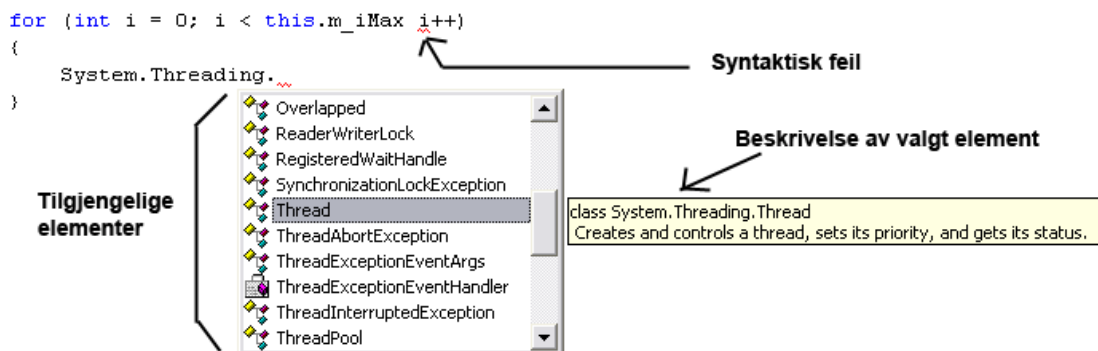 for (int i = 0; i < this.m_iMax i++)
{
Syntaktisk feil
System.Threading.
}
Overlapped
ReaderWriterLock
RegisteredWaitHandle
SynchronizationLockException
Thread
ThreadAbortException
ThreadExceptionEventArgs
ThreadExceptionEventHandler
ThreadInterruptedException
ThreadPool
Beskrivelse av valgt element
class System.Threading.Thread
Creates and controls a thread, sets its priority, and gets its status.
Tilgjengelige
elementer